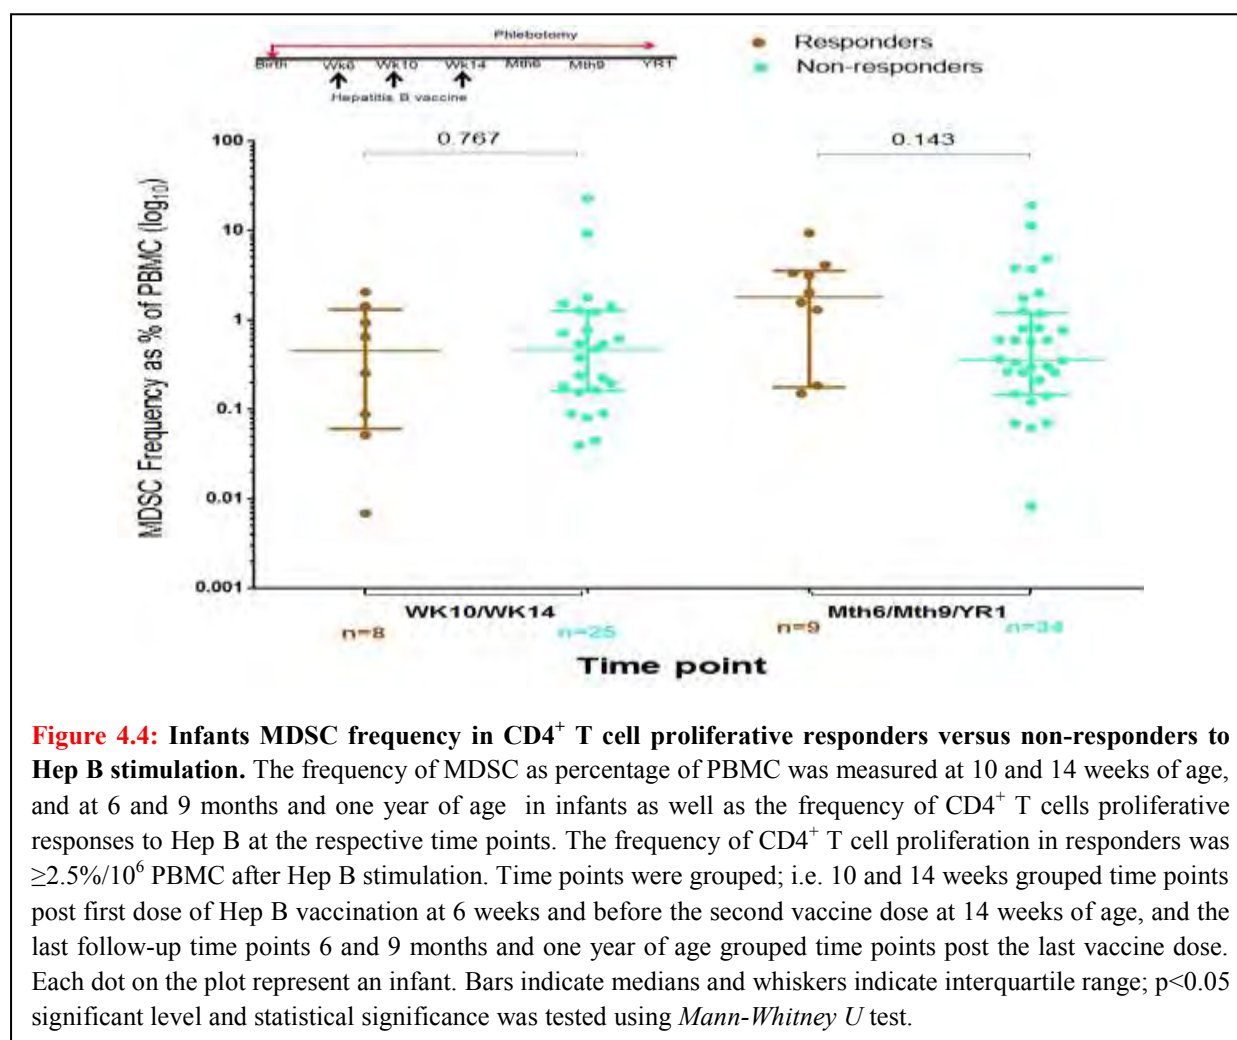 Phlebotomy
Birth Wk6 Wk10 Wk14 Mth6 Mth9 YR1
Hepatitis B vaccine
Responders
Non-responders
0.767 0.143
MDSC Frequency as % of PBMC (log10)
100
10
1
0.1
0.01
0.001
WK10/WK14 Mth6/Mth9/YR1
n=8 n=25 n=9 n=34
Time point
Figure 4.4: Infants MDSC frequency in CD4⁺ T cell proliferative responders versus non-responders to
Hep B stimulation. The frequency of MDSC as percentage of PBMC was measured at 10 and 14 weeks of age,
and at 6 and 9 months and one year of age in infants as well as the frequency of CD4⁺ T cells proliferative
responses to Hep B at the respective time points. The frequency of CD4⁺ T cell proliferation in responders was
≥2.5%/10⁶ PBMC after Hep B stimulation. Time points were grouped; i.e. 10 and 14 weeks grouped time points
post first dose of Hep B vaccination at 6 weeks and before the second vaccine dose at 14 weeks of age, and the
last follow-up time points 6 and 9 months and one year of age grouped time points post the last vaccine dose.
Each dot on the plot represent an infant. Bars indicate medians and whiskers indicate interquartile range; p<0.05
significant level and statistical significance was tested using Mann-Whitney U test.